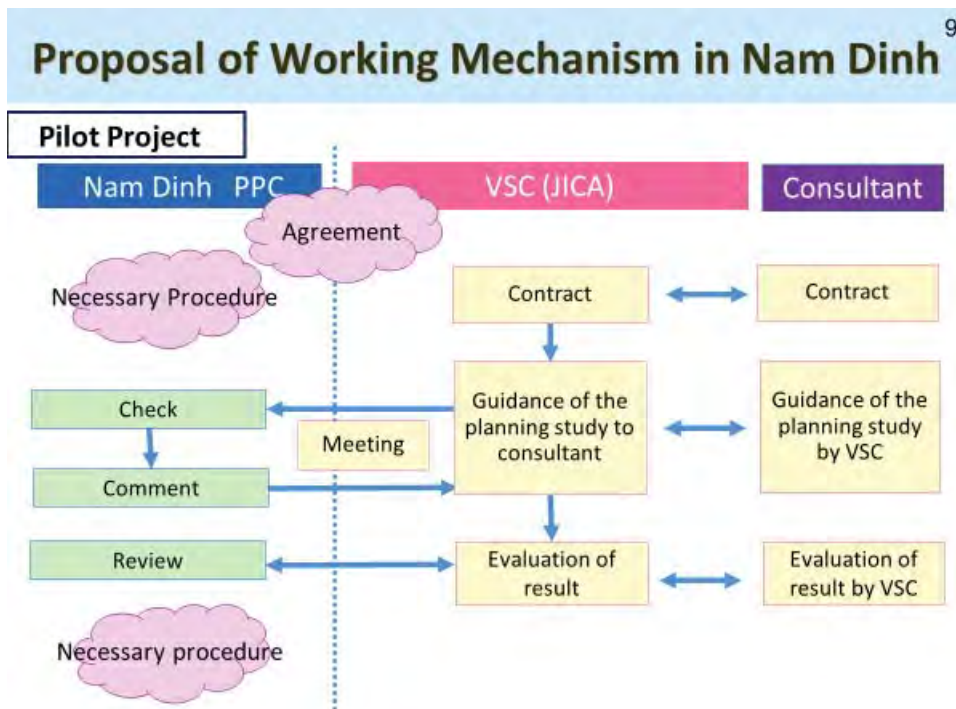 9
Proposal of Working Mechanism in Nam Dinh
Pilot Project
Nam Dinh PPC
VSC (JICA)
Consultant
Agreement
Necessary Procedure
Contract
Contract
Check
Guidance of the
planning study to
consultant
Guidance of the
planning study
by VSC
Meeting
Comment
Review
Evaluation of
result
Evaluation of
result by VSC
Necessary procedure